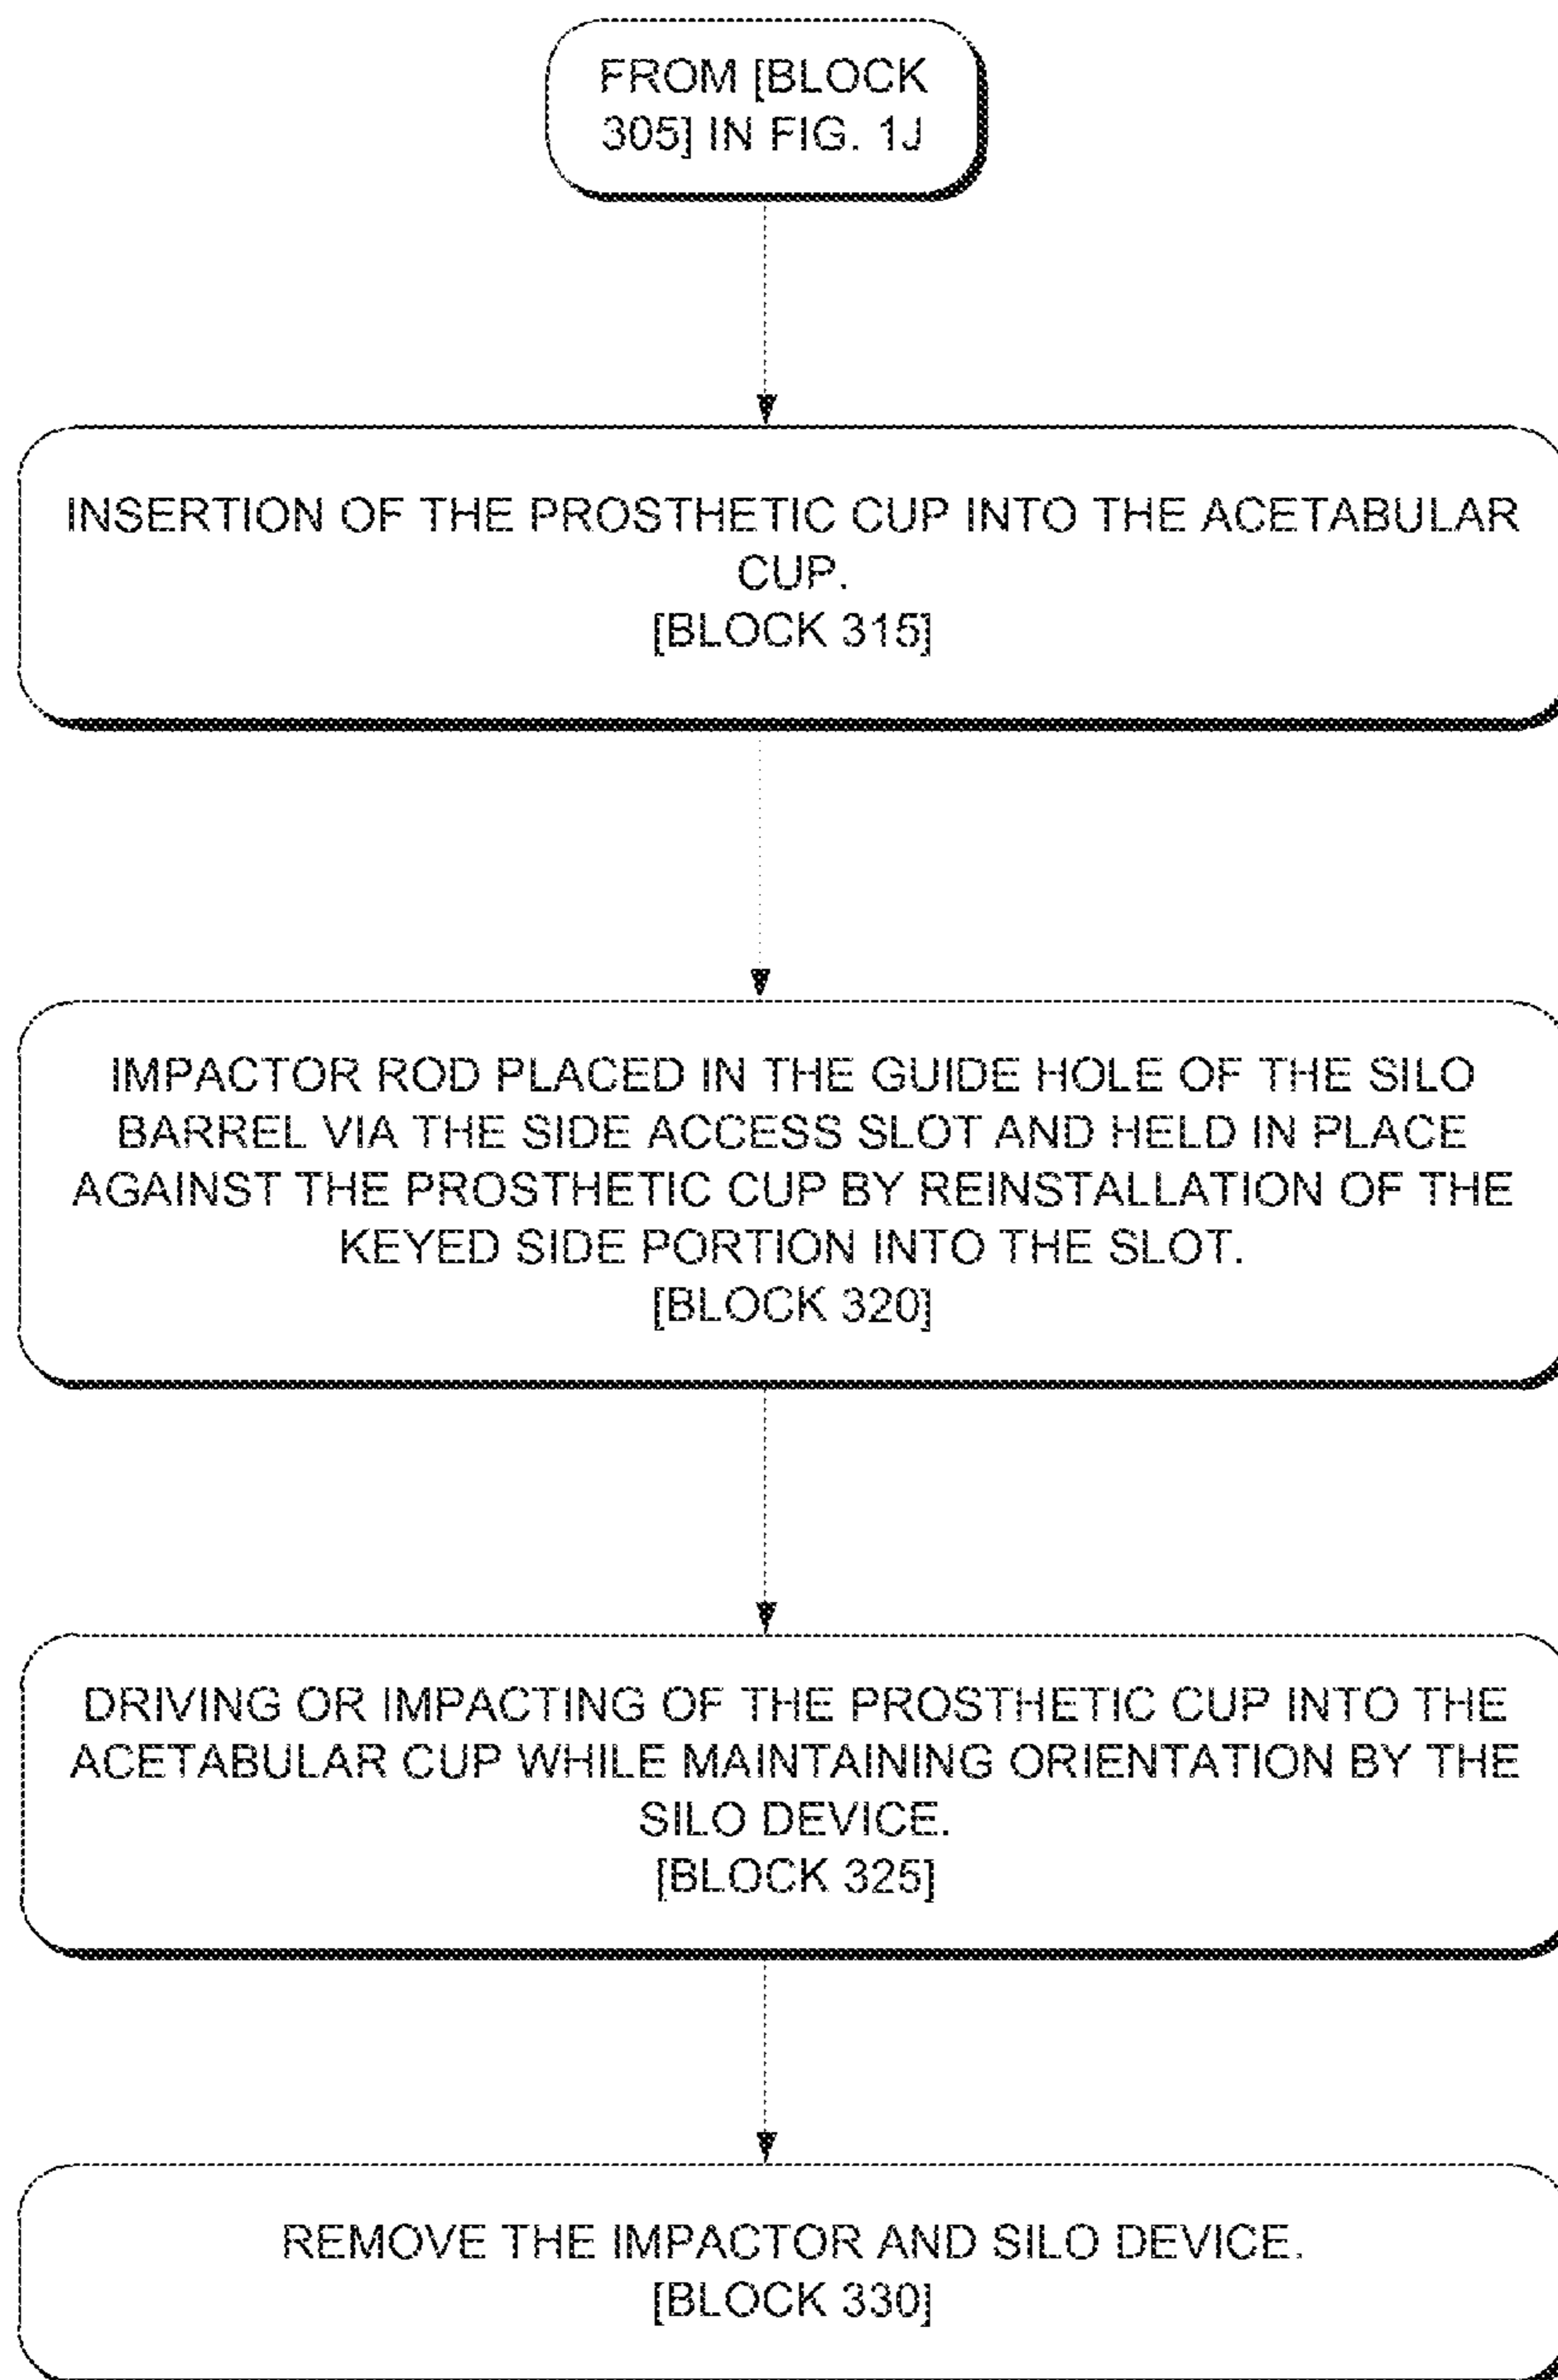 FROM [BLOCK
305] IN FIG. 1J
INSERTION OF THE PROSTHETIC CUP INTO THE ACETABULAR
CUP.
[BLOCK 315]
IMPACTOR ROD PLACED IN THE GUIDE HOLE OF THE SILO
BARREL VIA THE SIDE ACCESS SLOT AND HELD IN PLACE
AGAINST THE PROSTHETIC CUP BY REINSTALLATION OF THE
KEYED SIDE PORTION INTO THE SLOT.
[BLOCK 320]
DRIVING OR IMPACTING OF THE PROSTHETIC CUP INTO THE
ACETABULAR CUP WHILE MAINTAINING ORIENTATION BY THE
SILO DEVICE.
[BLOCK 325]
REMOVE THE IMPACTOR AND SILO DEVICE.
[BLOCK 330]